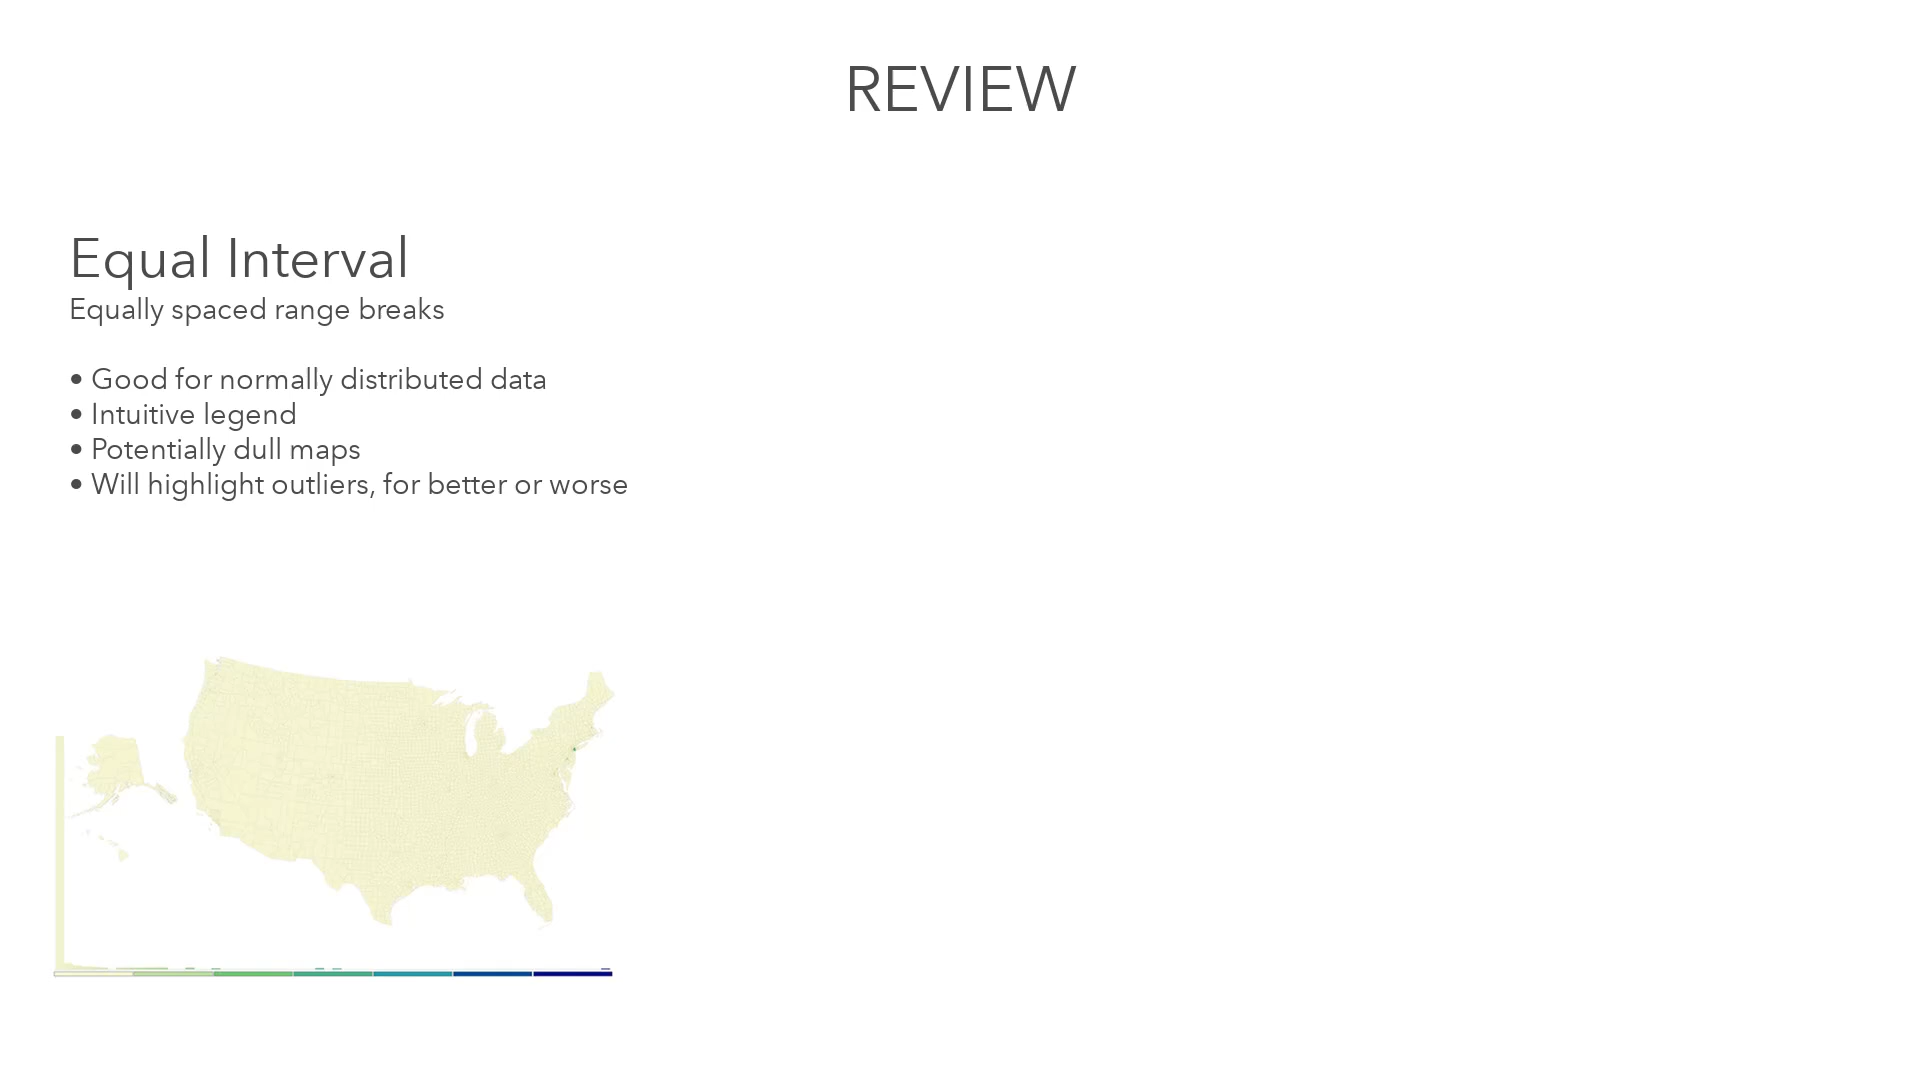 REVIEW
Equal Interval
Equally spaced range breaks
• Good for normally distributed data
• Intuitive legend
• Potentially dull maps
• Will highlight outliers, for better or worse